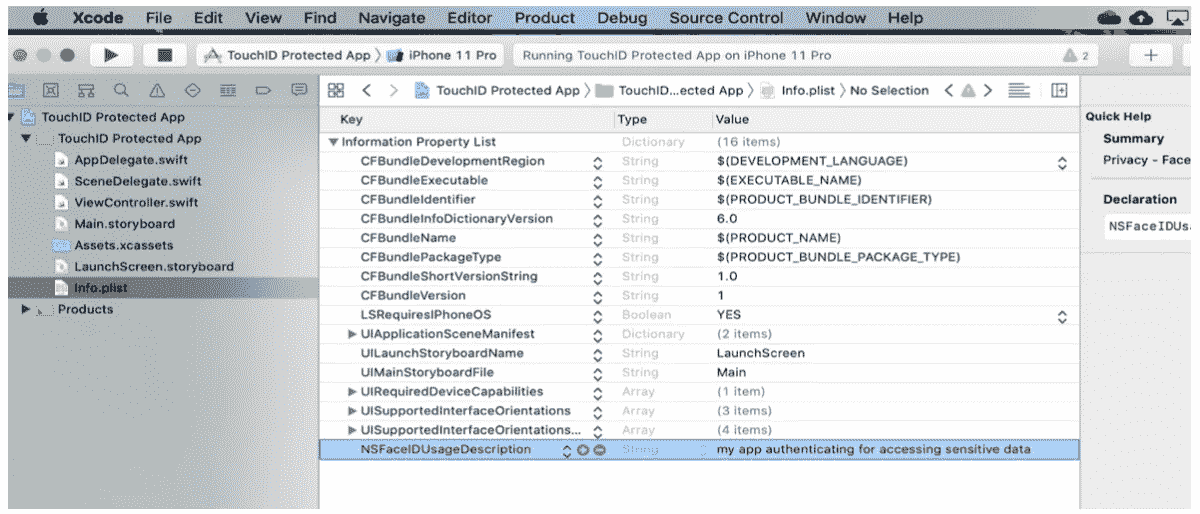 Xcode File Edit View Find Navigate Editor Product Debug Source Control Window Help
TouchID Protected App iPhone 11 Pro Running TouchID Protected App on iPhone 11 Pro 2
TouchID Protected App TouchID...ected App Info.plist No Selection
TouchID Protected App
TouchID Protected App
AppDelegate.swift
SceneDelegate.swift
ViewController.swift
Main.storyboard
Assets.xcassets
LaunchScreen.storyboard
Info.plist
Products
Key Type Value
Information Property List Dictionary (16 items)
CFBundleDevelopmentRegion String $(DEVELOPMENT_LANGUAGE)
CFBundleExecutable String $(EXECUTABLE_NAME)
CFBundleIdentifier String $(PRODUCT_BUNDLE_IDENTIFIER)
CFBundleInfoDictionaryVersion String 6.0
CFBundleName String $(PRODUCT_NAME)
CFBundlePackageType String $(PRODUCT_BUNDLE_PACKAGE_TYPE)
CFBundleShortVersionString String 1.0
CFBundleVersion String 1
LSRequiresIPhoneOS Boolean YES
UIApplicationSceneManifest Dictionary (2 items)
UILaunchStoryboardName String LaunchScreen
UIMainStoryboardFile String Main
UIRequiredDeviceCapabilities Array (1 item)
UISupportedInterfaceOrientations Array (3 items)
UISupportedInterfaceOrientations... Array (4 items)
NSFaceIDUsageDescription String my app authenticating for accessing sensitive data
Quick Help
Summary
Privacy - Face
Declaration
NSFaceIDUs